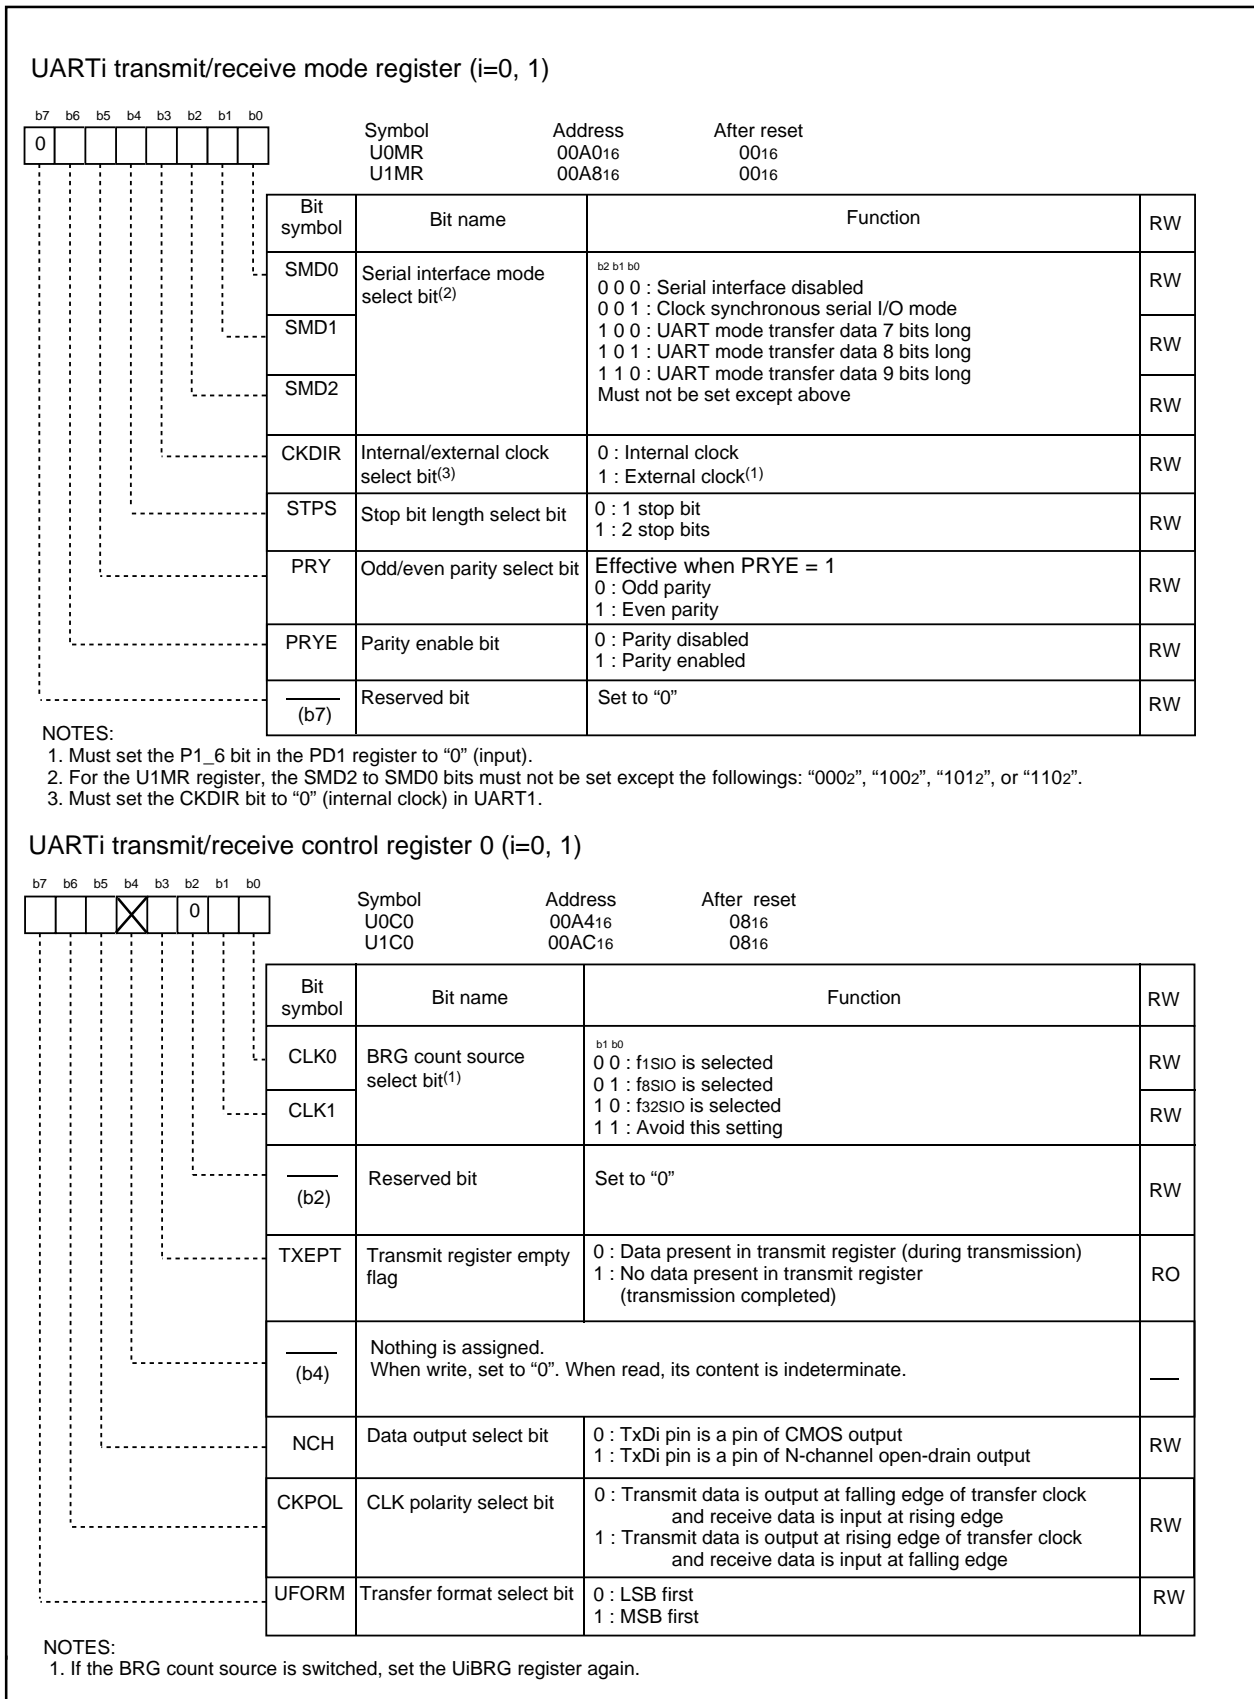 UARTi transmit/receive mode register (i=0, 1)
b7 b6 b5 b4 b3 b2 b1 b0
0
Symbol Address After reset
U0MR 00A016 0016
U1MR 00A816 0016
Bit symbol Bit name Function RW
SMD0 Serial interface mode select bit(2) b2 b1 b0 RW
0 0 0 : Serial interface disabled
0 0 1 : Clock synchronous serial I/O mode
SMD1 1 0 0 : UART mode transfer data 7 bits long RW
1 0 1 : UART mode transfer data 8 bits long
1 1 0 : UART mode transfer data 9 bits long
SMD2 Must not be set except above RW
CKDIR Internal/external clock select bit(3) 0 : Internal clock RW
1 : External clock(1)
STPS Stop bit length select bit 0 : 1 stop bit RW
1 : 2 stop bits
PRY Odd/even parity select bit Effective when PRYE = 1 RW
0 : Odd parity
1 : Even parity
PRYE Parity enable bit 0 : Parity disabled RW
1 : Parity enabled
(b7) Reserved bit Set to “0” RW
NOTES:
1. Must set the P1_6 bit in the PD1 register to “0” (input).
2. For the U1MR register, the SMD2 to SMD0 bits must not be set except the followings: “0002”, “1002”, “1012”, or “1102”.
3. Must set the CKDIR bit to “0” (internal clock) in UART1.
UARTi transmit/receive control register 0 (i=0, 1)
b7 b6 b5 b4 b3 b2 b1 b0
0
Symbol Address After reset
U0C0 00A416 0816
U1C0 00AC16 0816
Bit symbol Bit name Function RW
CLK0 BRG count source select bit(1) b1 b0 RW
0 0 : f1SIO is selected
0 1 : f8SIO is selected
CLK1 1 0 : f32SIO is selected RW
1 1 : Avoid this setting
(b2) Reserved bit Set to “0” RW
TXEPT Transmit register empty flag 0 : Data present in transmit register (during transmission) RO
1 : No data present in transmit register
(transmission completed)
(b4) Nothing is assigned.
When write, set to “0”. When read, its content is indeterminate.
NCH Data output select bit 0 : TxDi pin is a pin of CMOS output RW
1 : TxDi pin is a pin of N-channel open-drain output
CKPOL CLK polarity select bit 0 : Transmit data is output at falling edge of transfer clock RW
and receive data is input at rising edge
1 : Transmit data is output at rising edge of transfer clock
and receive data is input at falling edge
UFORM Transfer format select bit 0 : LSB first RW
1 : MSB first
NOTES:
1. If the BRG count source is switched, set the UiBRG register again.